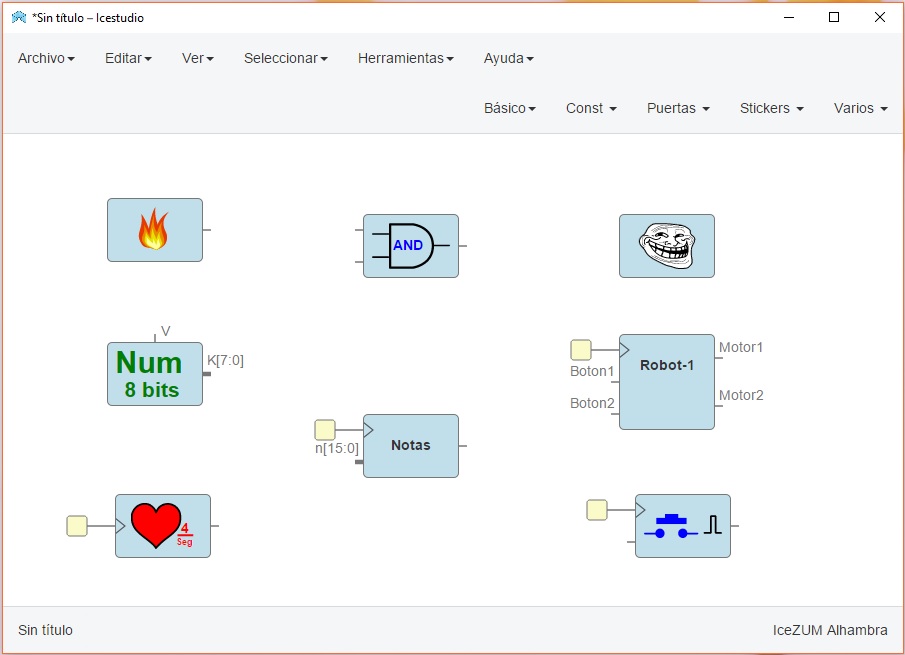 *Sin título – Icestudio
Archivo Editar Ver Seleccionar Herramientas Ayuda
Básico Const Puertas Stickers Varios
AND
V
Num
8 bits
K[7:0]
Boton1
Boton2
Robot-1
Motor1
Motor2
n[15:0]
Notas
4
Seg
Sin título IceZUM Alhambra